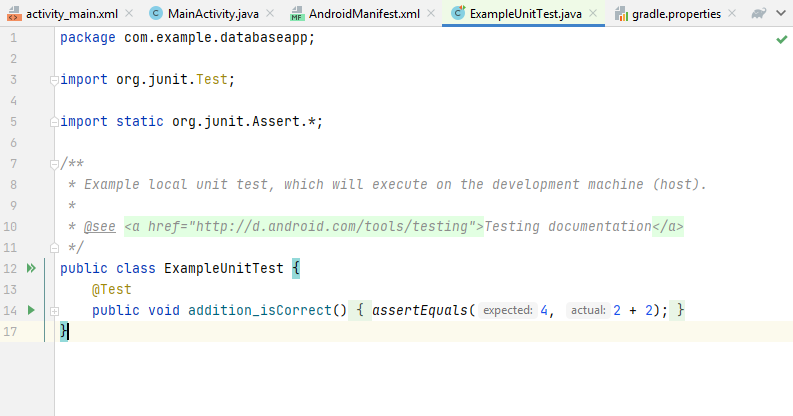 activity_main.xml MainActivity.java AndroidManifest.xml ExampleUnitTest.java gradle.properties
1 package com.example.databaseapp;
2
3 import org.junit.Test;
4
5 import static org.junit.Assert.*;
6
7 /**
8 * Example local unit test, which will execute on the development machine (host).
9 *
10 * @see <a href="http://d.android.com/tools/testing">Testing documentation</a>
11 */
12 public class ExampleUnitTest {
13 @Test
14 public void addition_isCorrect() { assertEquals( expected: 4, actual: 2 + 2); }
17 }